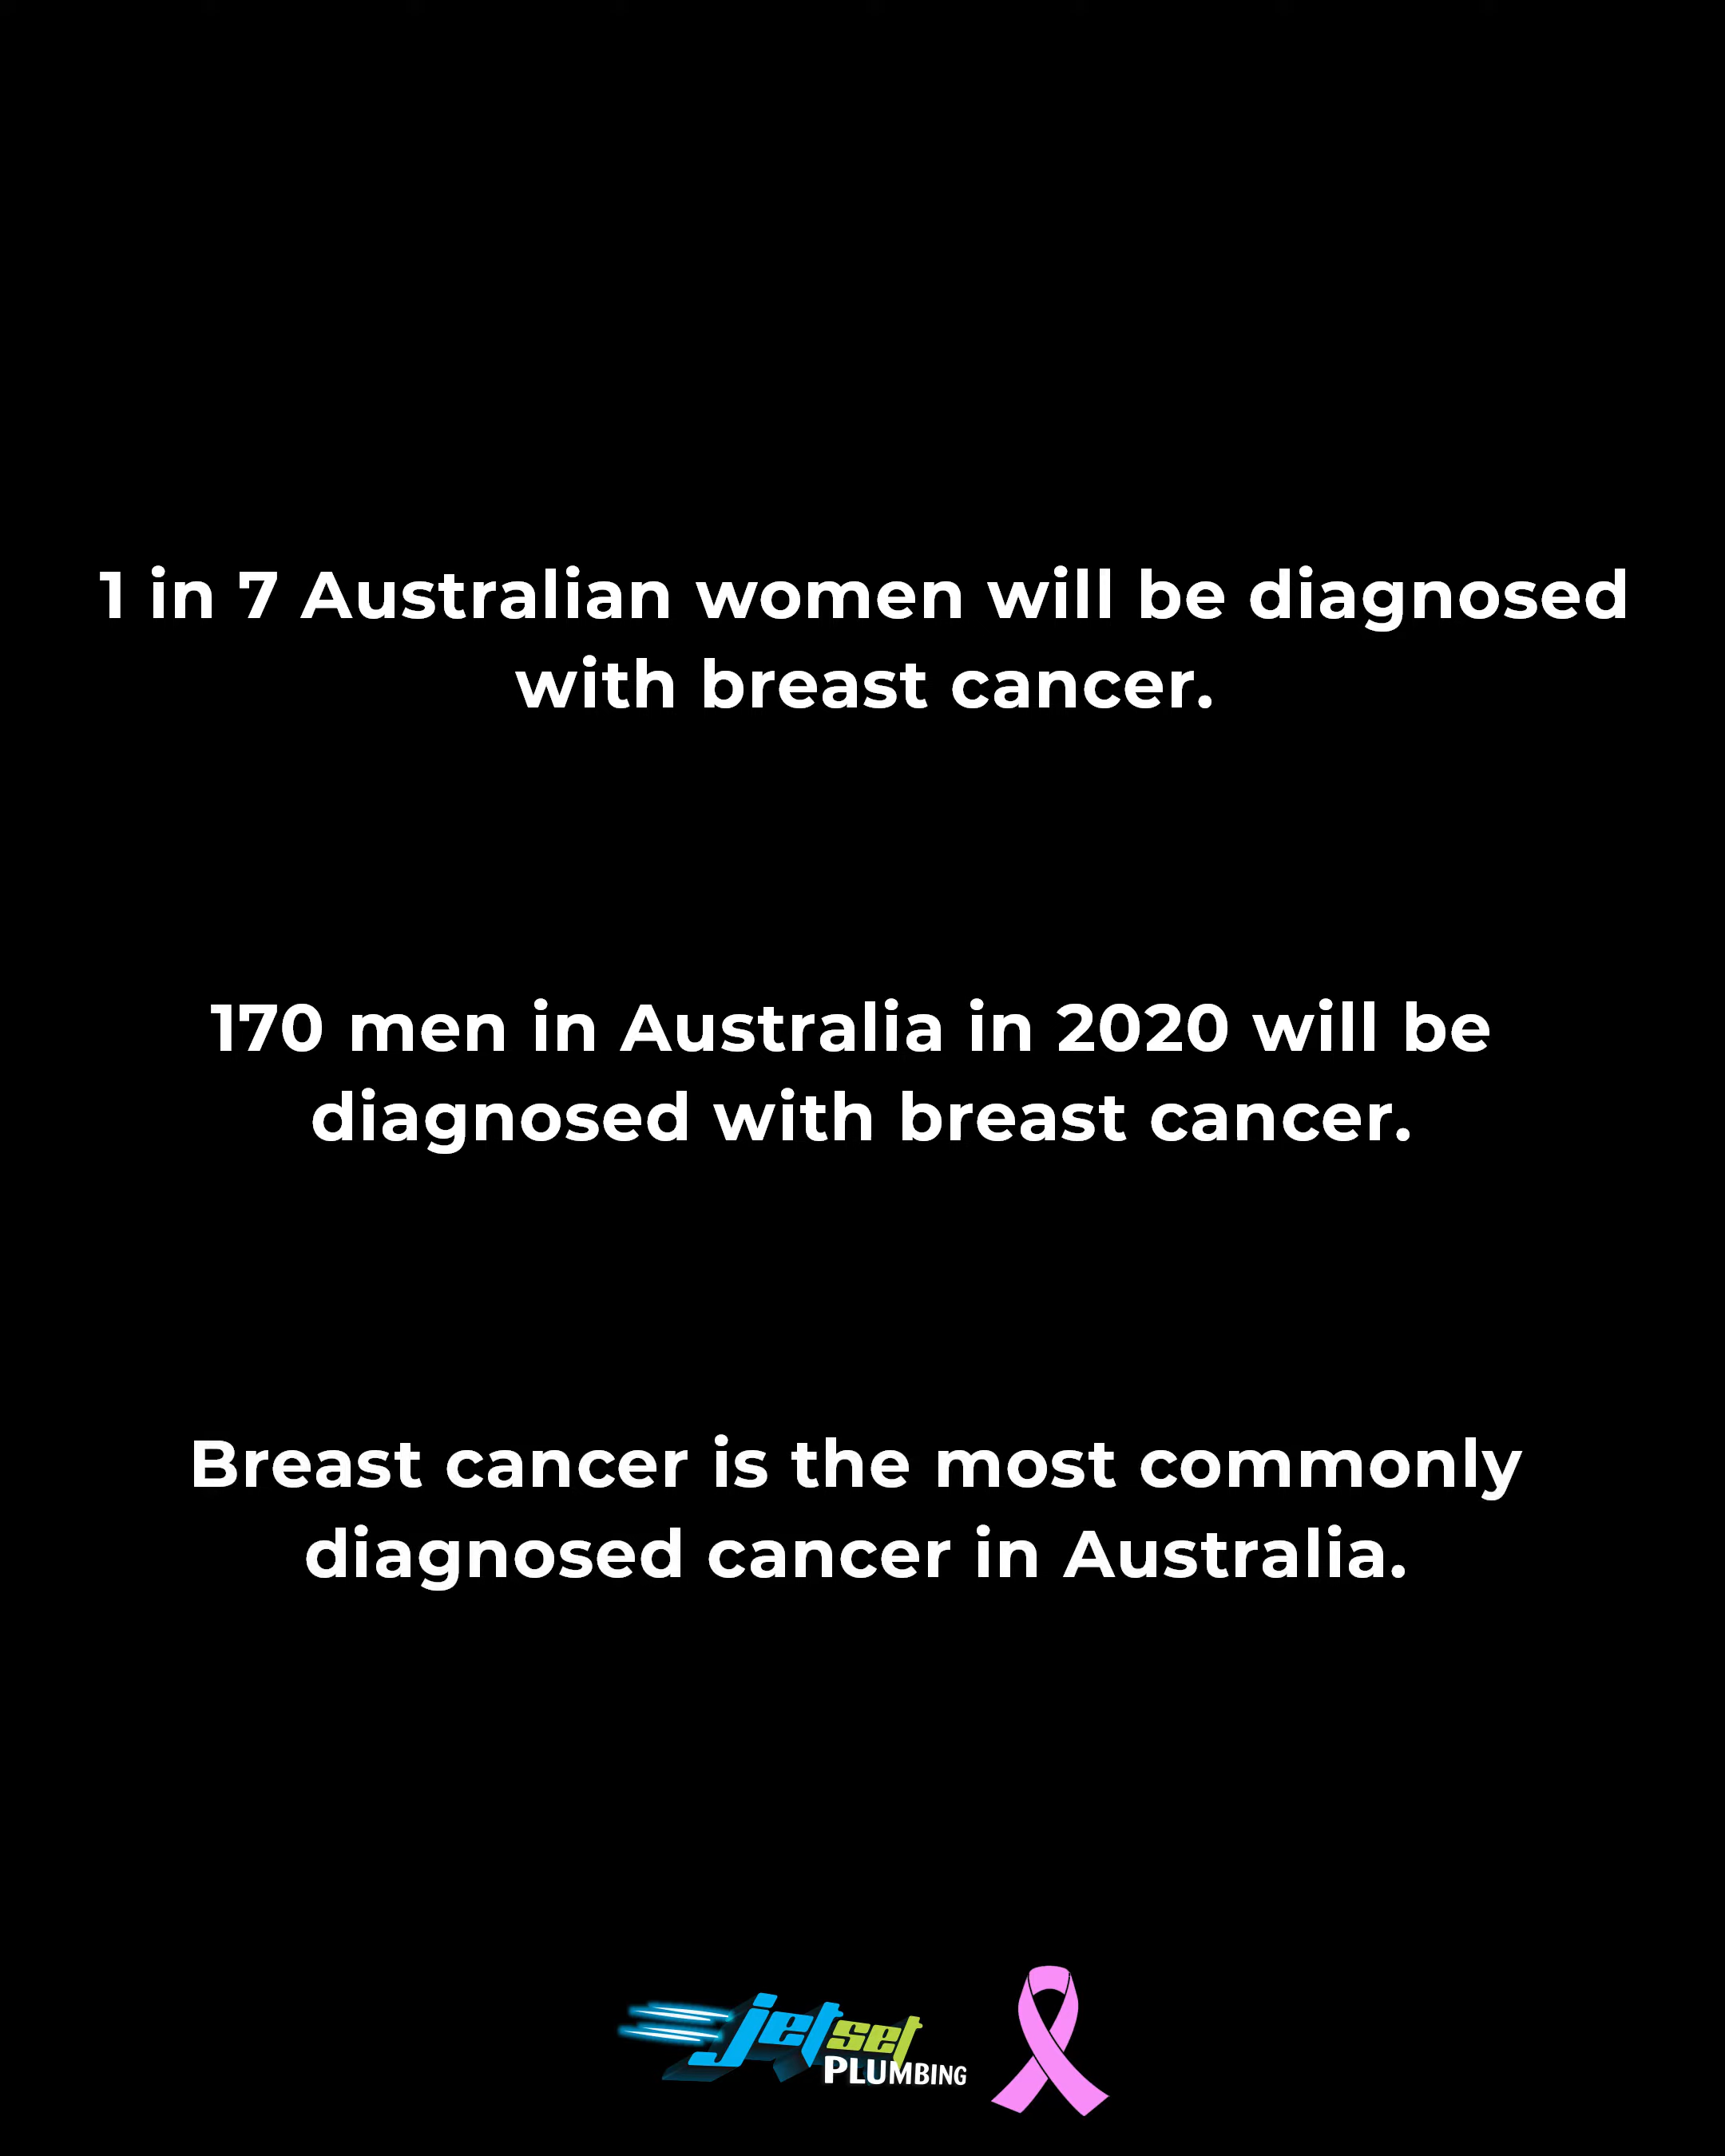 1 in 7 Australian women will be diagnosed
with breast cancer.
170 men in Australia in 2020 will be
diagnosed with breast cancer.
Breast cancer is the most commonly
diagnosed cancer in Australia.
jetset
PLUMBING